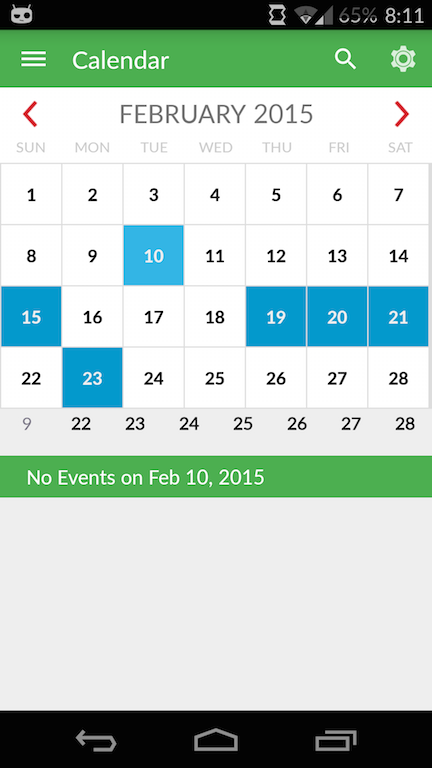 65% 8:11
Calendar
FEBRUARY 2015
SUN MON TUE WED THU FRI SAT
1 2 3 4 5 6 7
8 9 10 11 12 13 14
15 16 17 18 19 20 21
22 23 24 25 26 27 28
9 22 23 24 25 26 27 28
No Events on Feb 10, 2015